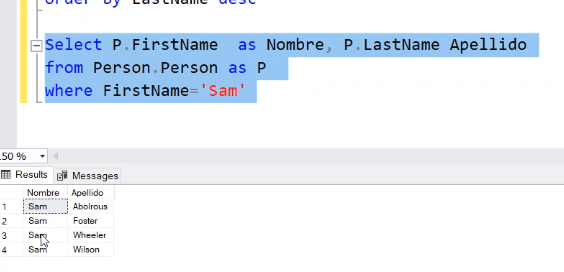 order by LastName desc
Select P.FirstName as Nombre, P.LastName Apellido
from Person.Person as P
where FirstName='Sam'
.50 %
Results Messages
Nombre Apellido
1 Sam Abolrous
2 Sam Foster
3 Sam Wheeler
4 Sam Wilson